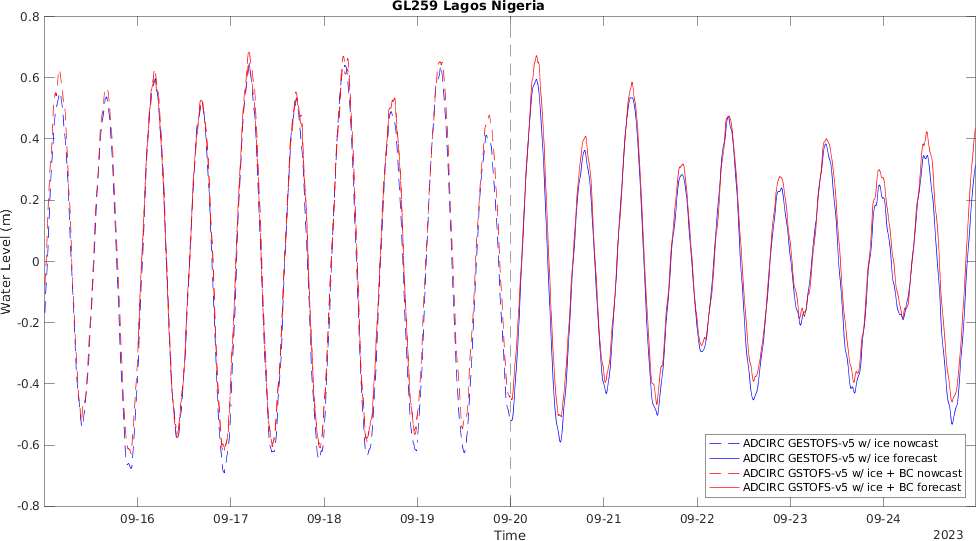 GL259 Lagos Nigeria
0.8
0.6
0.4
0.2
0
-0.2
-0.4
-0.6
-0.8
Water Level (m)
09-16 09-17 09-18 09-19 09-20 09-21 09-22 09-23 09-24
Time
2023
ADCIRC GESTOFS-v5 w/ ice nowcast
ADCIRC GESTOFS-v5 w/ ice forecast
ADCIRC GSTOFS-v5 w/ ice + BC nowcast
ADCIRC GSTOFS-v5 w/ ice + BC forecast